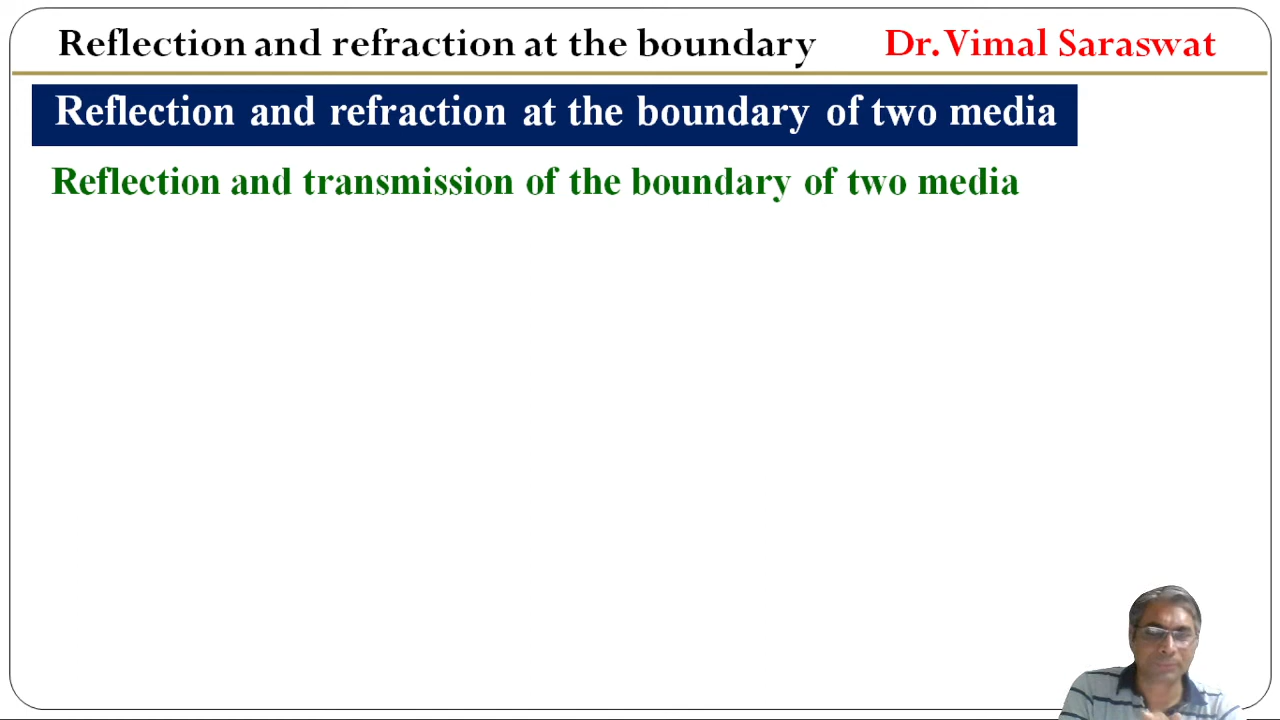 Reflection and refraction at the boundary Dr. Vimal Saraswat
Reflection and refraction at the boundary of two media
Reflection and transmission of the boundary of two media